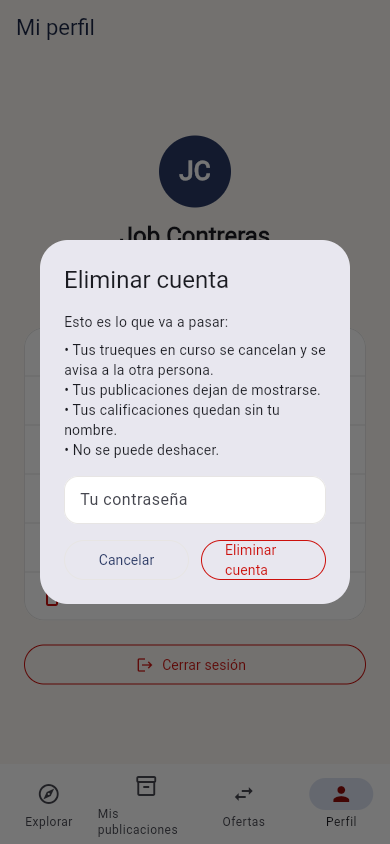 Mi perfil
JC
Job Contreras
Eliminar cuenta
Esto es lo que va a pasar:
• Tus trueques en curso se cancelan y se
avisa a la otra persona.
• Tus publicaciones dejan de mostrarse.
• Tus calificaciones quedan sin tu
nombre.
• No se puede deshacer.
Tu contraseña
Cancelar
Eliminar
cuenta
Cerrar sesión
Explorar
Mis
publicaciones
Ofertas
Perfil